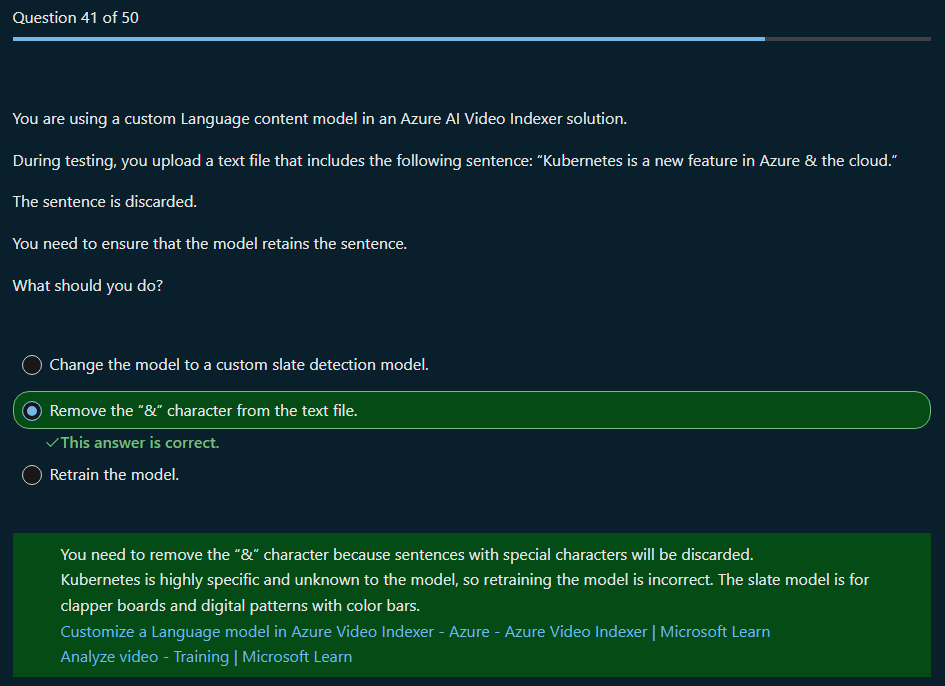 Question 41 of 50
You are using a custom Language content model in an Azure AI Video Indexer solution.
During testing, you upload a text file that includes the following sentence: “Kubernetes is a new feature in Azure & the cloud.”
The sentence is discarded.
You need to ensure that the model retains the sentence.
What should you do?
Change the model to a custom slate detection model.
Remove the “&” character from the text file.
✓This answer is correct.
Retrain the model.
You need to remove the “&” character because sentences with special characters will be discarded.
Kubernetes is highly specific and unknown to the model, so retraining the model is incorrect. The slate model is for
clapper boards and digital patterns with color bars.
Customize a Language model in Azure Video Indexer - Azure - Azure Video Indexer | Microsoft Learn
Analyze video - Training | Microsoft Learn